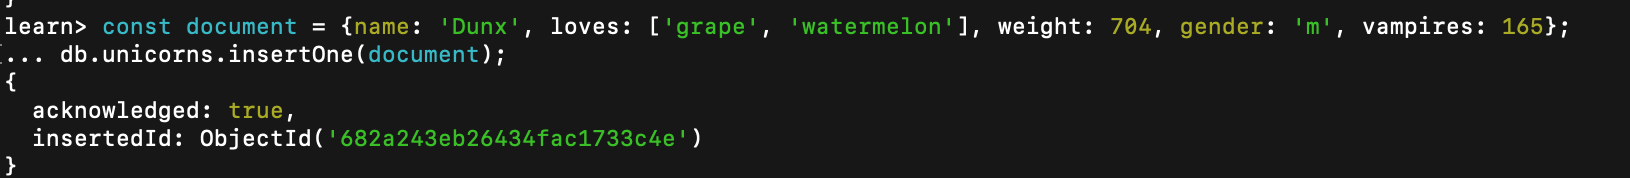 }
learn> const document = {name: 'Dunx', loves: ['grape', 'watermelon'], weight: 704, gender: 'm', vampires: 165};
... db.unicorns.insertOne(document);
{
  acknowledged: true,
  insertedId: ObjectId('682a243eb26434fac1733c4e')
}